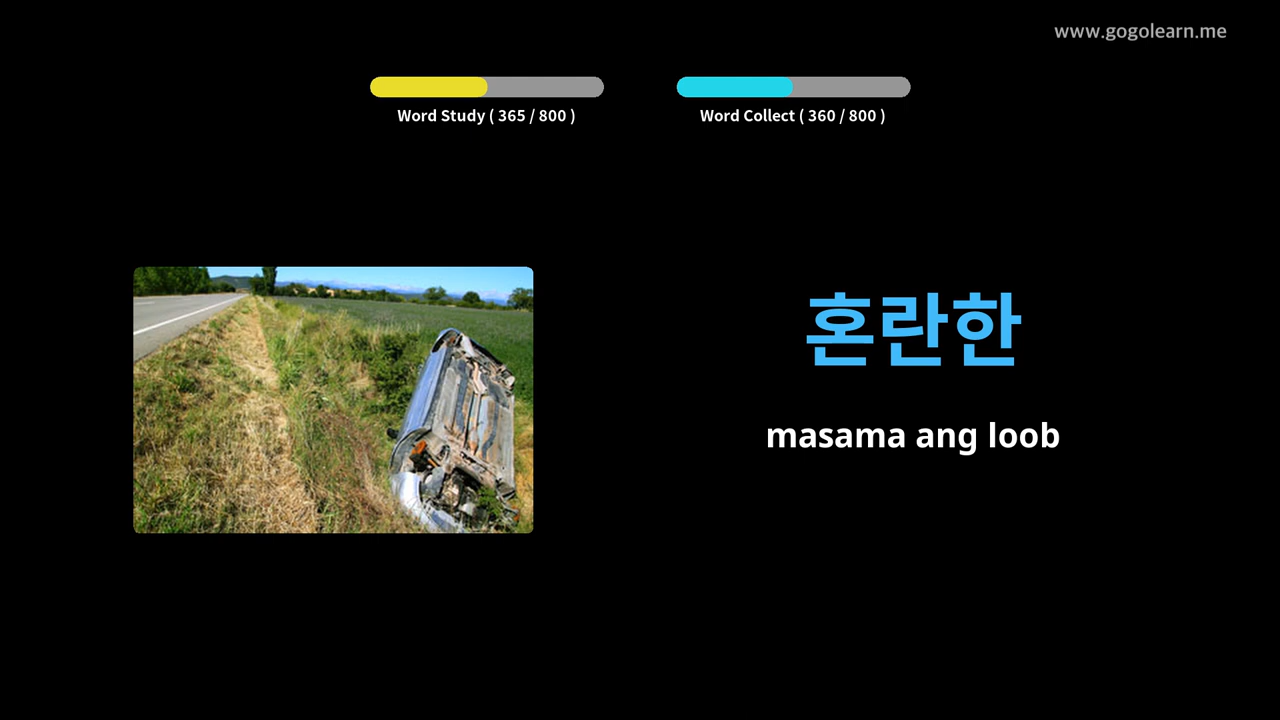 www.gogolearn.me
Word Study ( 365 / 800 )
Word Collect ( 360 / 800 )
혼란한
masama ang loob